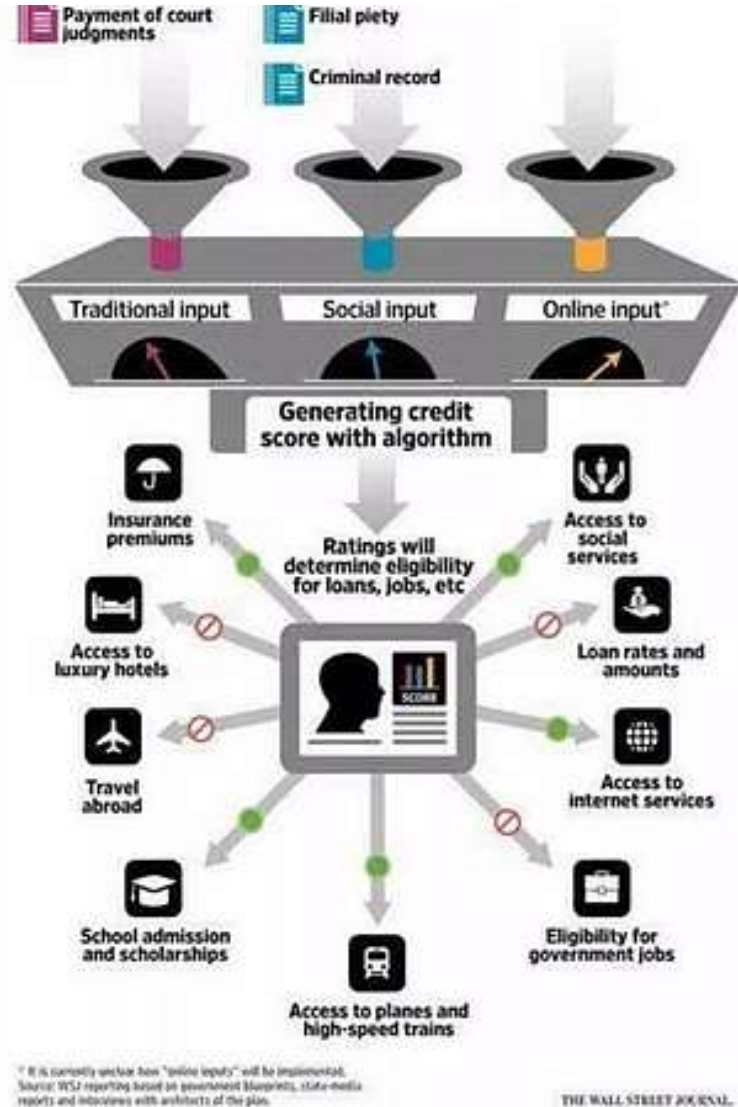 Payment of court
judgments
Filial piety
Criminal record
Traditional input
Social input
Online input*
Generating credit
score with algorithm
Insurance
premiums
Access to
social
services
Ratings will
determine eligibility
for loans, jobs, etc
Access to
luxury hotels
SCORE
Loan rates and
amounts
Travel
abroad
Access to
internet services
School admission
and scholarships
Eligibility for
government jobs
Access to planes and
high-speed trains
* It is currently unclear how "online inputs" will be implemented.
Source: WSJ reporting based on government blueprints, state-media
reports and interviews with architects of the plan.
THE WALL STREET JOURNAL.